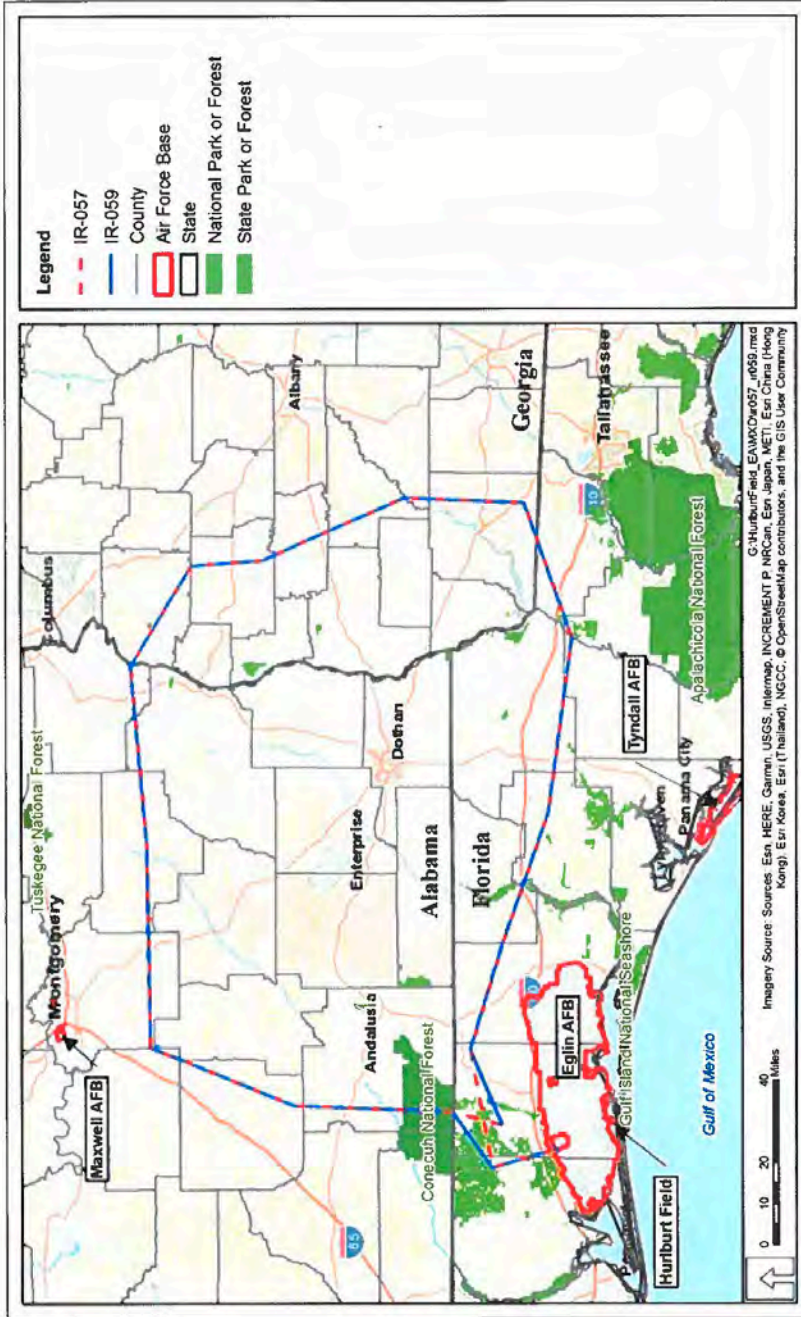 Legend
IR-057
IR-059
County
Air Force Base
State
National Park or Forest
State Park or Forest
Tuskegee National Forest
Columbus
Montgomery
Maxwell AFB
Albany
Enterprise
Dothan
Andalusia
65
Conecuh National Forest
Alabama
Georgia
Florida
10
10
Tallahassee
Eglin AFB
Tyndall AFB
Apalachicola National Forest
Panama City
Gulf Island National Seashore
Hurlburt Field
Gulf of Mexico
0 10 20 40
Miles
G:\HurlburtField_EA\MXD\ir057_ir059.mxd
Imagery Source: Sources: Esri, HERE, Garmin, USGS, Intermap, INCREMENT P, NRCan, Esri Japan, METI, Esri China (Hong
Kong), Esri Korea, Esri (Thailand), NGCC, © OpenStreetMap contributors, and the GIS User Community